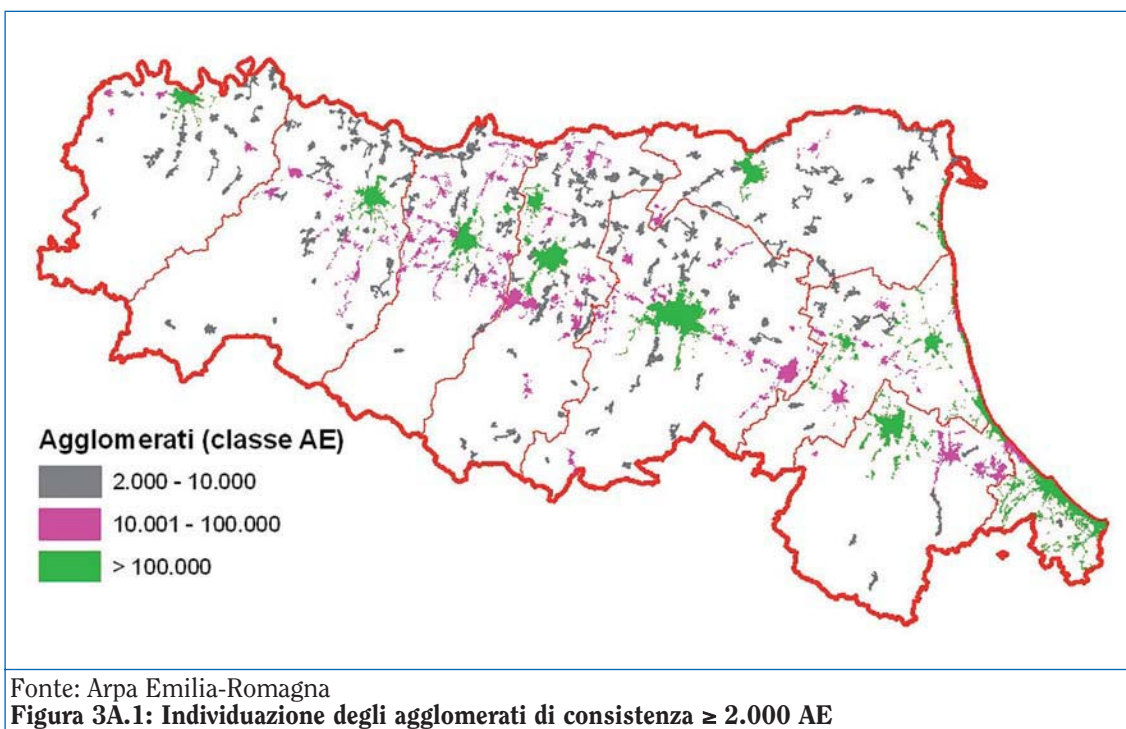 Agglomerati (classe AE)
2.000 - 10.000
10.001 - 100.000
> 100.000
Fonte: Arpa Emilia-Romagna
Figura 3A.1: Individuazione degli agglomerati di consistenza ≥ 2.000 AE